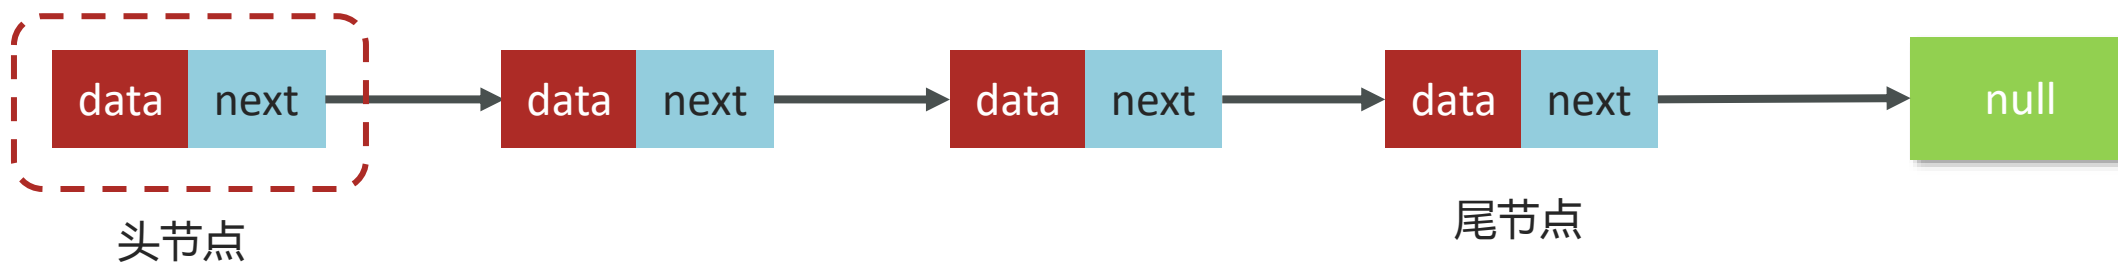 data next data next data next data next null
头节点 尾节点